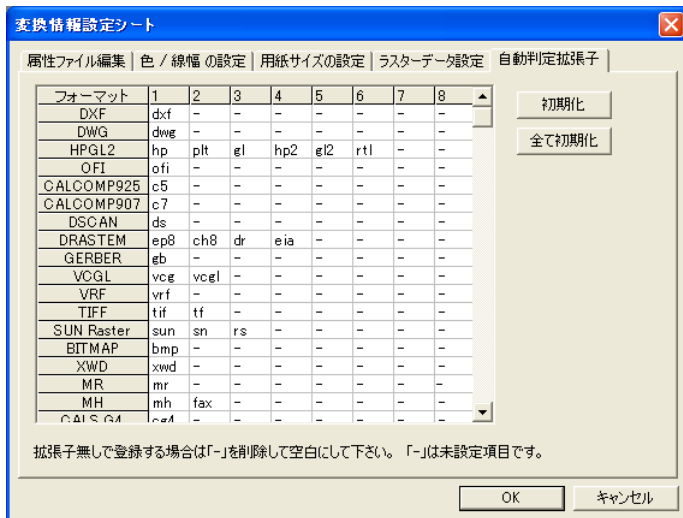 変換情報設定シート
属性ファイル編集 色 / 線幅 の設定 用紙サイズの設定 ラスターデータ設定 自動判定拡張子
フォーマット 1 2 3 4 5 6 7 8
DXF dxf - - - - - - -
DWG dwg - - - - - - -
HPGL2 hp plt gl hp2 gl2 rtl - -
OFI ofi - - - - - - -
CALCOMP925 c5 - - - - - - -
CALCOMP907 c7 - - - - - - -
DSCAN ds - - - - - - -
DRASTEM ep8 ch8 dr eia - - - -
GERBER gb - - - - - - -
VCGL vcg vcgl - - - - - -
VRF vrf - - - - - - -
TIFF tif tf - - - - - -
SUN Raster sun sn rs - - - - -
BITMAP bmp - - - - - - -
XWD xwd - - - - - - -
MR mr - - - - - - -
MH mh fax - - - - - -
CALS G4 cg4 - - - - - - -
初期化
全て初期化
拡張子無しで登録する場合は「-」を削除して空白にして下さい。 「-」は未設定項目です。
OK キャンセル